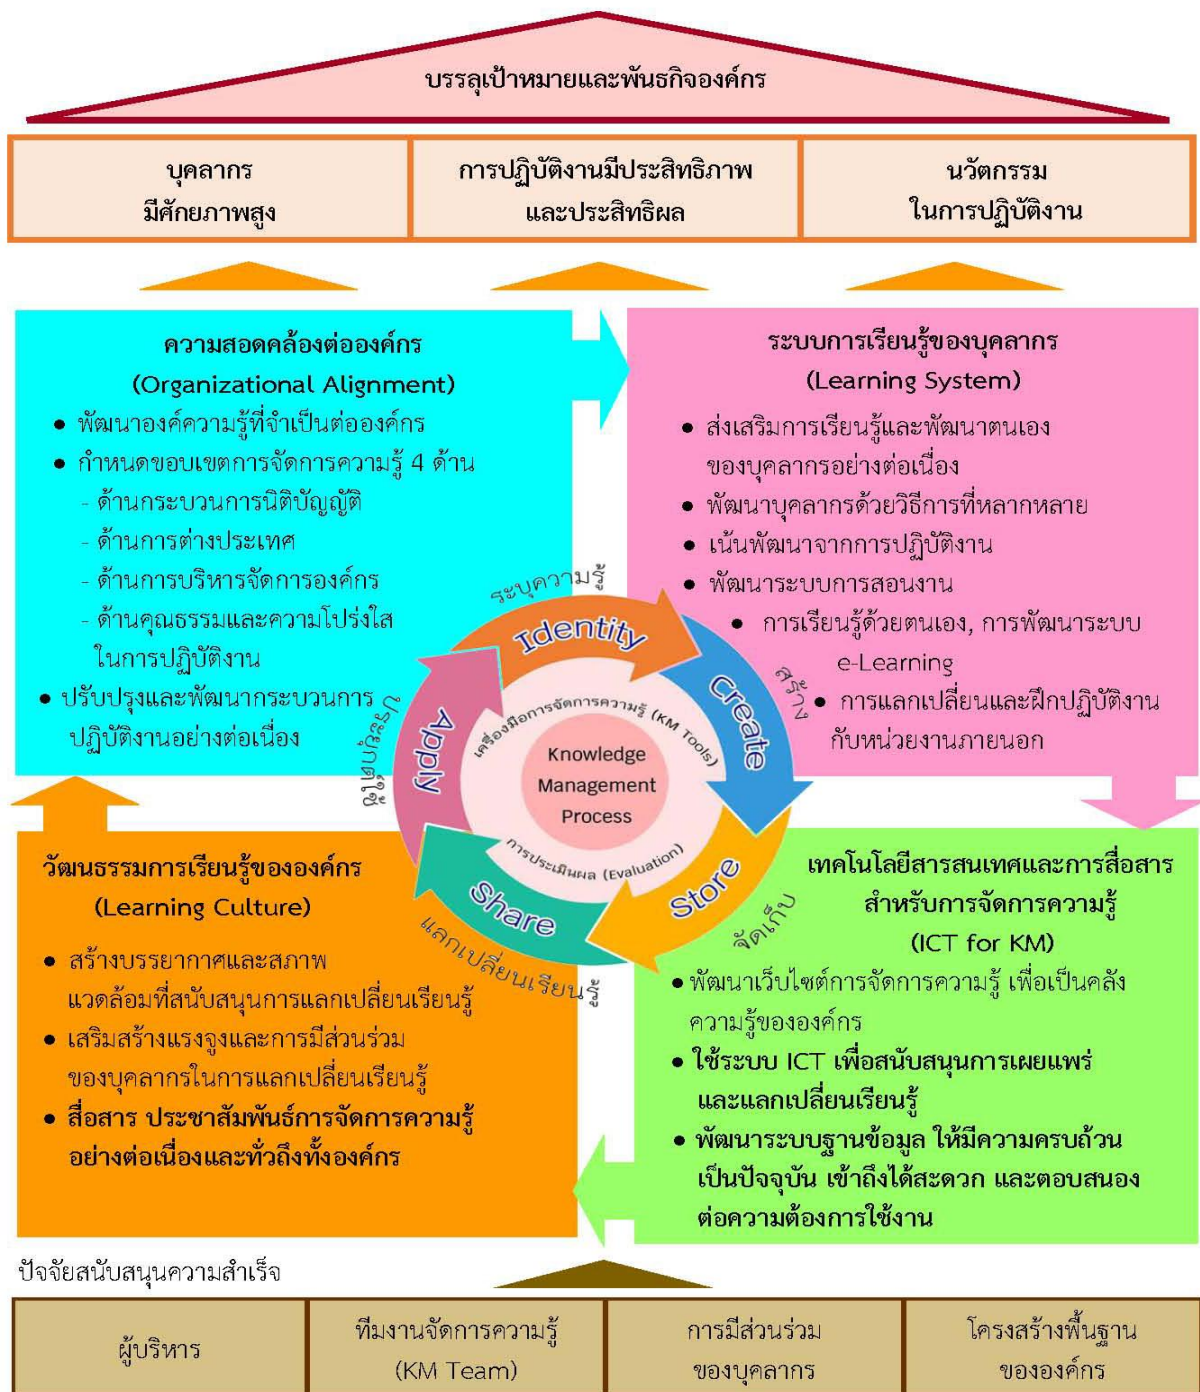 บรรลุเป้าหมายและพันธกิจองค์กร
บุคลากร
มีศักยภาพสูง
การปฏิบัติงานมีประสิทธิภาพ
และประสิทธิผล
นวัตกรรม
ในการปฏิบัติงาน
ความสอดคล้องต่อองค์กร
(Organizational Alignment)
• พัฒนาองค์ความรู้ที่จำเป็นต่อองค์กร
• กำหนดขอบเขตการจัดการความรู้ 4 ด้าน
- ด้านกระบวนการนิติบัญญัติ
- ด้านการต่างประเทศ
- ด้านการบริหารจัดการองค์กร
- ด้านคุณธรรมและความโปร่งใส
ในการปฏิบัติงาน
• ปรับปรุงและพัฒนากระบวนการ
ปฏิบัติงานอย่างต่อเนื่อง
ระบบการเรียนรู้ของบุคลากร
(Learning System)
• ส่งเสริมการเรียนรู้และพัฒนาตนเอง
ของบุคลากรอย่างต่อเนื่อง
• พัฒนาบุคลากรด้วยวิธีการที่หลากหลาย
• เน้นพัฒนาจากการปฏิบัติงาน
• พัฒนาระบบการสอนงาน
• การเรียนรู้ด้วยตนเอง, การพัฒนาระบบ
e-Learning
• การแลกเปลี่ยนและฝึกปฏิบัติงาน
กับหน่วยงานภายนอก
ระบุความรู้
Identity
สร้าง
Create
จัดเก็บ
Store
แลกเปลี่ยนเรียนรู้
Share
ประยุกต์ใช้
Apply
เครื่องมือการจัดการความรู้ (KM Tools)
Knowledge
Management
Process
การประเมินผล (Evaluation)
วัฒนธรรมการเรียนรู้ขององค์กร
(Learning Culture)
• สร้างบรรยากาศและสภาพ
แวดล้อมที่สนับสนุนการแลกเปลี่ยนเรียนรู้
• เสริมสร้างแรงจูงและการมีส่วนร่วม
ของบุคลากรในการแลกเปลี่ยนเรียนรู้
• สื่อสาร ประชาสัมพันธ์การจัดการความรู้
อย่างต่อเนื่องและทั่วถึงทั้งองค์กร
เทคโนโลยีสารสนเทศและการสื่อสาร
สำหรับการจัดการความรู้
(ICT for KM)
• พัฒนาเว็บไซต์การจัดการความรู้ เพื่อเป็นคลัง
ความรู้ขององค์กร
• ใช้ระบบ ICT เพื่อสนับสนุนการเผยแพร่
และแลกเปลี่ยนเรียนรู้
• พัฒนาระบบฐานข้อมูล ให้มีความครบถ้วน
เป็นปัจจุบัน เข้าถึงได้สะดวก และตอบสนอง
ต่อความต้องการใช้งาน
ปัจจัยสนับสนุนความสำเร็จ
ผู้บริหาร
ทีมงานจัดการความรู้
(KM Team)
การมีส่วนร่วม
ของบุคลากร
โครงสร้างพื้นฐาน
ขององค์กร